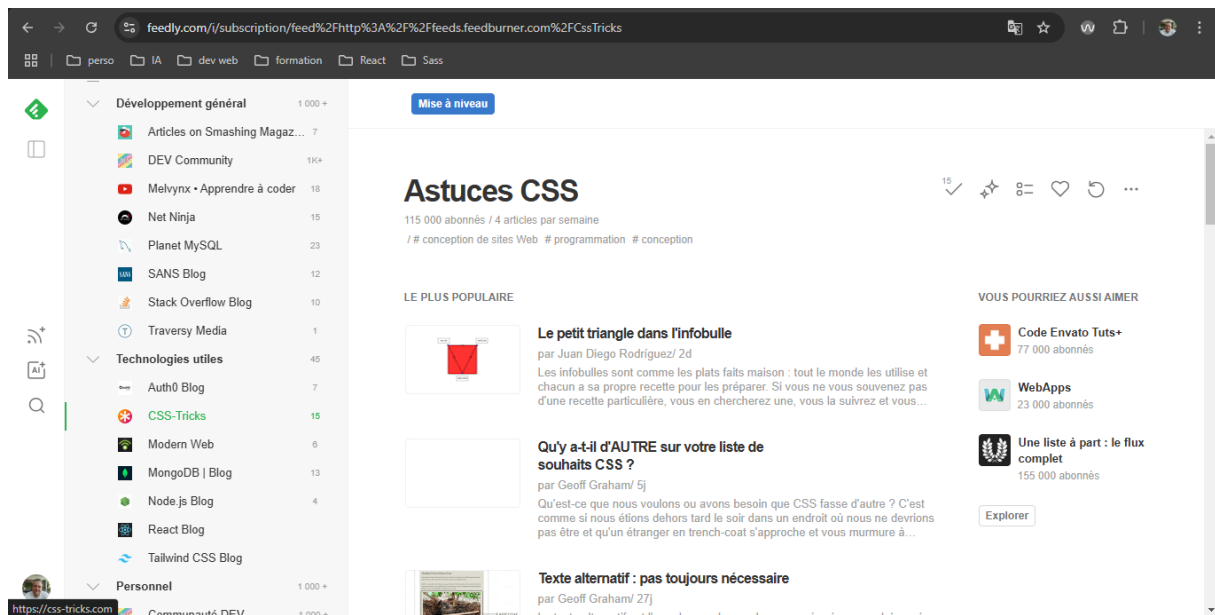 feedly.com/i/subscription/feed%2Fhttp%3A%2F%2Ffeeds.feedburner.com%2FCssTricks
perso IA dev web formation React Sass
Développement général 1 000 +
Articles on Smashing Magaz... 7
DEV Community 1K+
Melvynx • Apprendre à coder 18
Net Ninja 15
Planet MySQL 23
SANS Blog 12
Stack Overflow Blog 10
Traversy Media 1
Technologies utiles 45
Auth0 Blog 7
CSS-Tricks 15
Modern Web 6
MongoDB | Blog 13
Node.js Blog 4
React Blog
Tailwind CSS Blog
Personnel 1 000 +
Communauté DEV 1 000 +
https://css-tricks.com
Mise à niveau
Astuces CSS
15
115 000 abonnés / 4 articles par semaine
/ # conception de sites Web # programmation # conception
LE PLUS POPULAIRE
Le petit triangle dans l'infobulle
par Juan Diego Rodríguez/ 2d
Les infobulles sont comme les plats faits maison : tout le monde les utilise et
chacun a sa propre recette pour les préparer. Si vous ne vous souvenez pas
d'une recette particulière, vous en chercherez une, vous la suivrez et vous...
Qu'y a-t-il d'AUTRE sur votre liste de
souhaits CSS ?
par Geoff Graham/ 5j
Qu'est-ce que nous voulons ou avons besoin que CSS fasse d'autre ? C'est
comme si nous étions dehors tard le soir dans un endroit où nous ne devrions
pas être et qu'un étranger en trench-coat s'approche et vous murmure à...
Texte alternatif : pas toujours nécessaire
par Geoff Graham/ 27j
VOUS POURRIEZ AUSSI AIMER
Code Envato Tuts+
77 000 abonnés
WebApps
23 000 abonnés
Une liste à part : le flux
complet
155 000 abonnés
Explorer